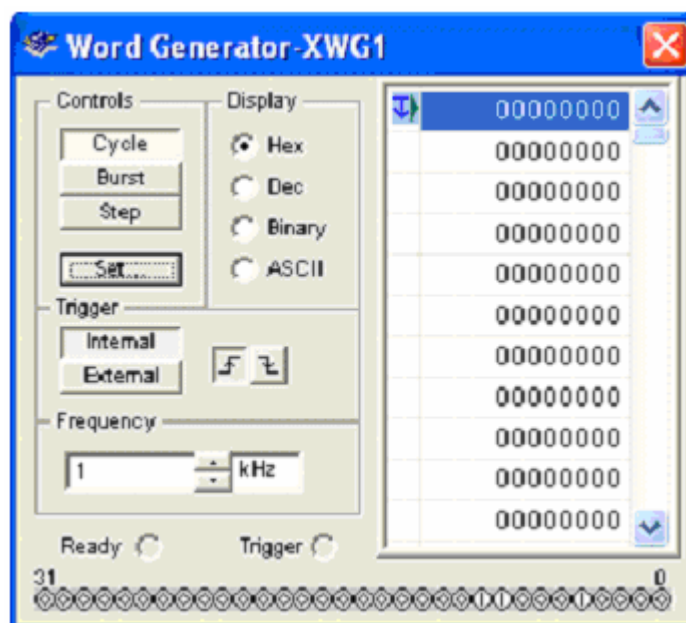 Word Generator-XWG1
Controls
Cycle
Burst
Step
Set...
Display
Hex
Dec
Binary
ASCII
Trigger
Internal
External
Frequency
1
kHz
Ready
Trigger
00000000
00000000
00000000
00000000
00000000
00000000
00000000
00000000
00000000
00000000
00000000
31
0